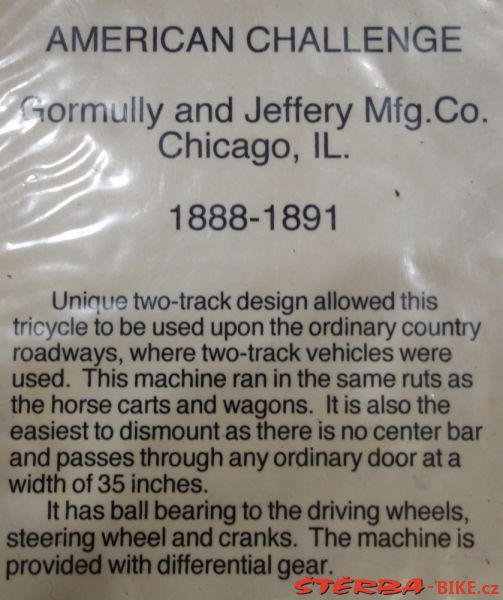 AMERICAN CHALLENGE
Gormully and Jeffery Mfg.Co.
Chicago, IL.
1888-1891
Unique two-track design allowed this
tricycle to be used upon the ordinary country
roadways, where two-track vehicles were
used. This machine ran in the same ruts as
the horse carts and wagons. It is also the
easiest to dismount as there is no center bar
and passes through any ordinary door at a
width of 35 inches.
It has ball bearing to the driving wheels,
steering wheel and cranks. The machine is
provided with differential gear.
ŠTĚRBA-BIKE.cz